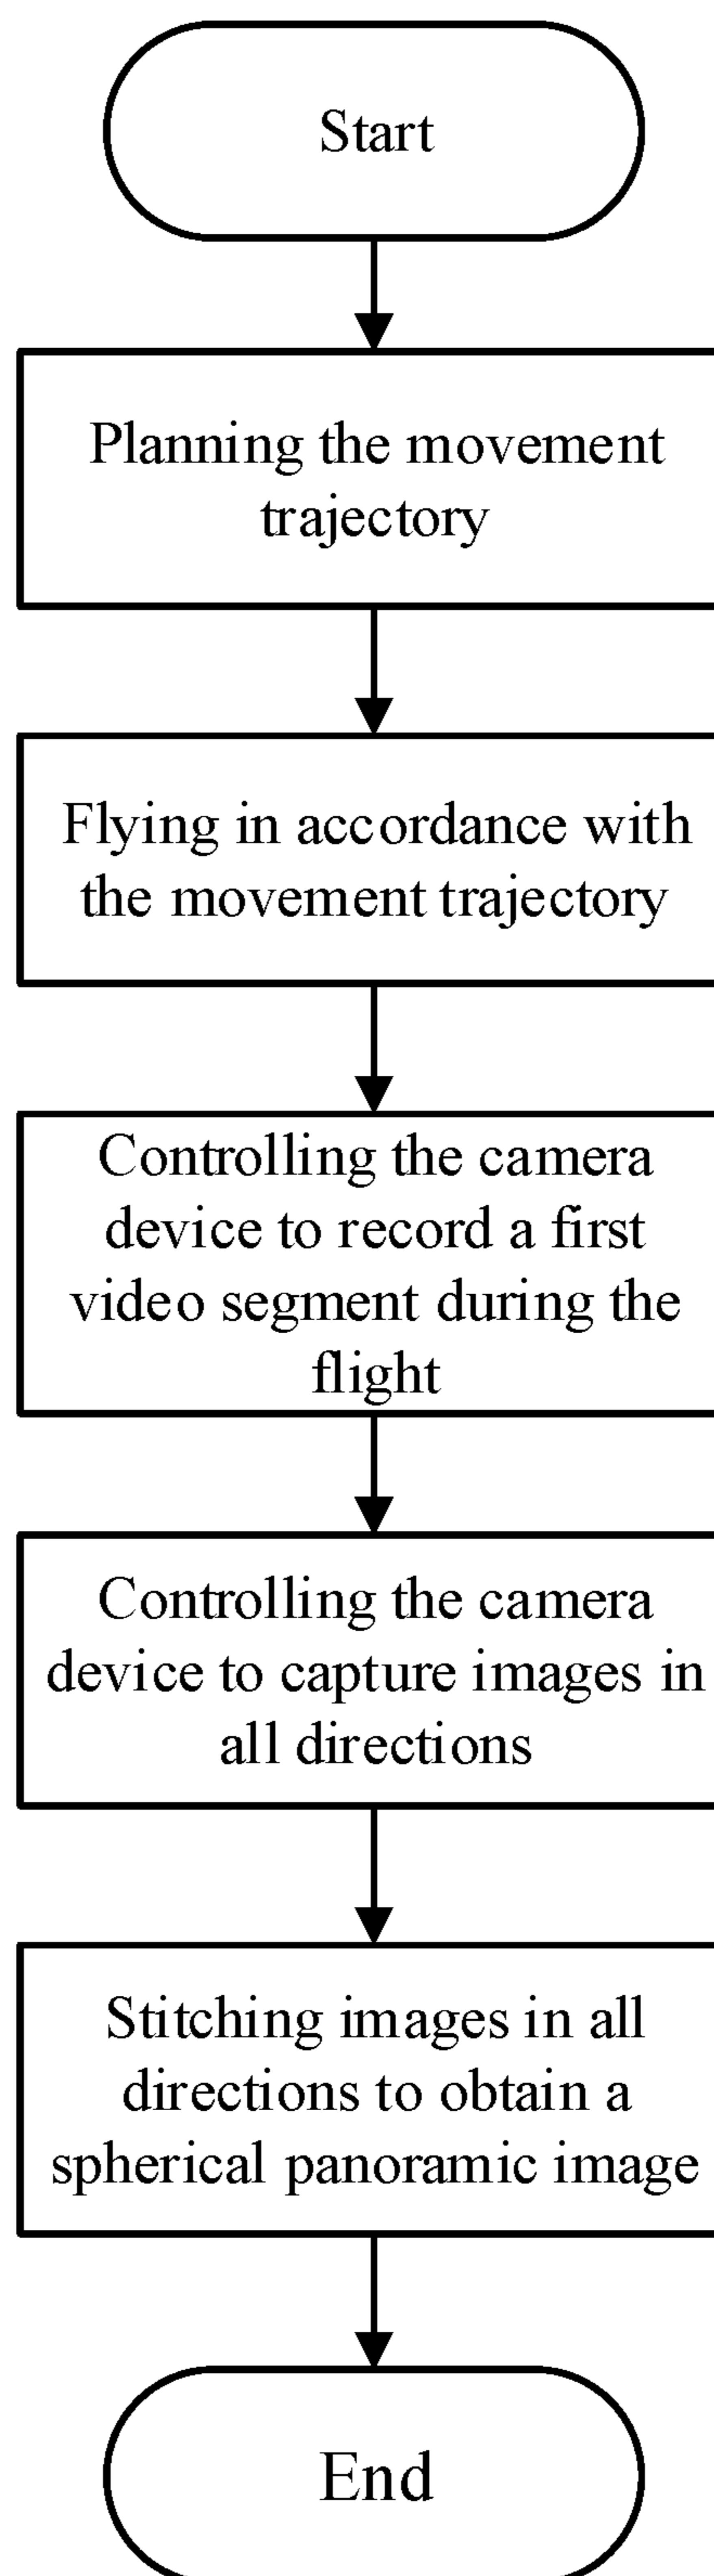 Start
Planning the movement
trajectory
Flying in accordance with
the movement trajectory
Controlling the camera
device to record a first
video segment during the
flight
Controlling the camera
device to capture images in
all directions
Stitching images in all
directions to obtain a
spherical panoramic image
End